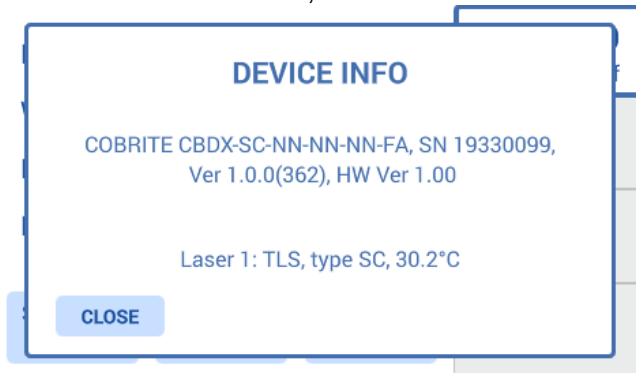 DEVICE INFO
COBRITE CBDX-SC-NN-NN-NN-FA, SN 19330099,
Ver 1.0.0(362), HW Ver 1.00
Laser 1: TLS, type SC, 30.2°C
CLOSE